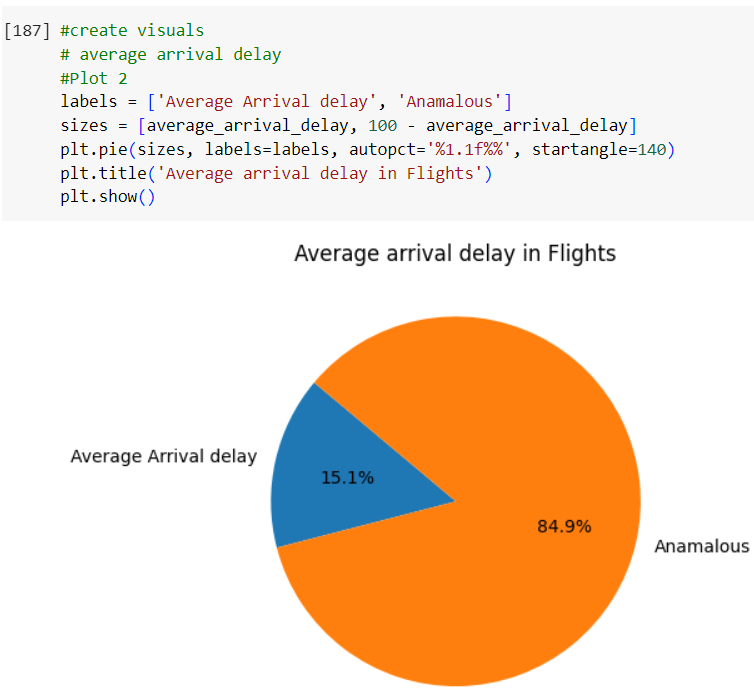 [187] #create visuals
# average arrival delay
#Plot 2
labels = ['Average Arrival delay', 'Anamalous']
sizes = [average_arrival_delay, 100 - average_arrival_delay]
plt.pie(sizes, labels=labels, autopct='%1.1f%%', startangle=140)
plt.title('Average arrival delay in Flights')
plt.show()
Average arrival delay in Flights
Average Arrival delay
15.1%
84.9%
Anamalous